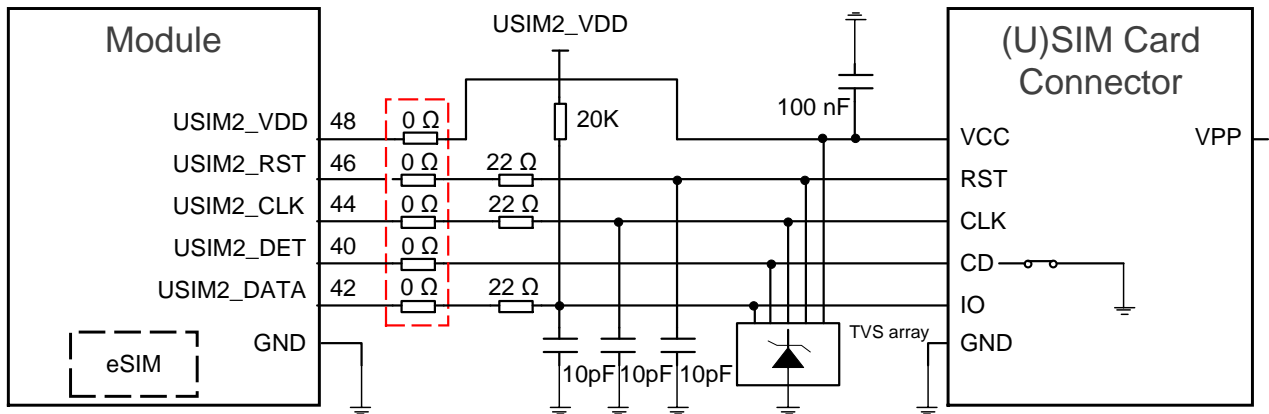 Module
USIM2_VDD
(U)SIM Card
Connector
100 nF
20K
USIM2_VDD 48 0 Ω
VCC
VPP
USIM2_RST 46 0 Ω 22 Ω
RST
USIM2_CLK 44 0 Ω 22 Ω
CLK
USIM2_DET 40 0 Ω
CD
USIM2_DATA 42 0 Ω 22 Ω
IO
GND
TVS array
GND
eSIM
10pF 10pF 10pF